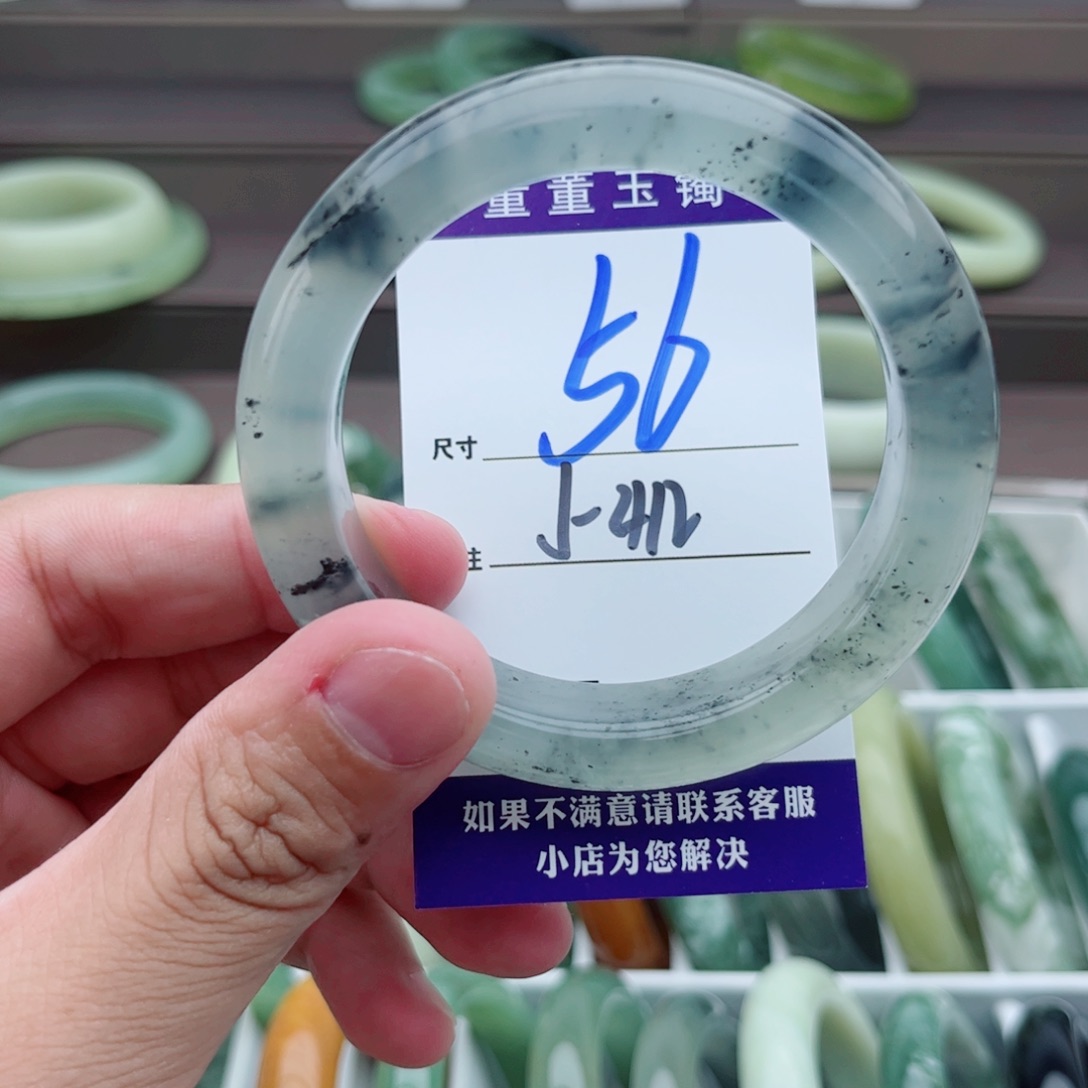 董董玉镯
56
尺寸
J-412
注
如果不满意请联系客服
小店为您解决